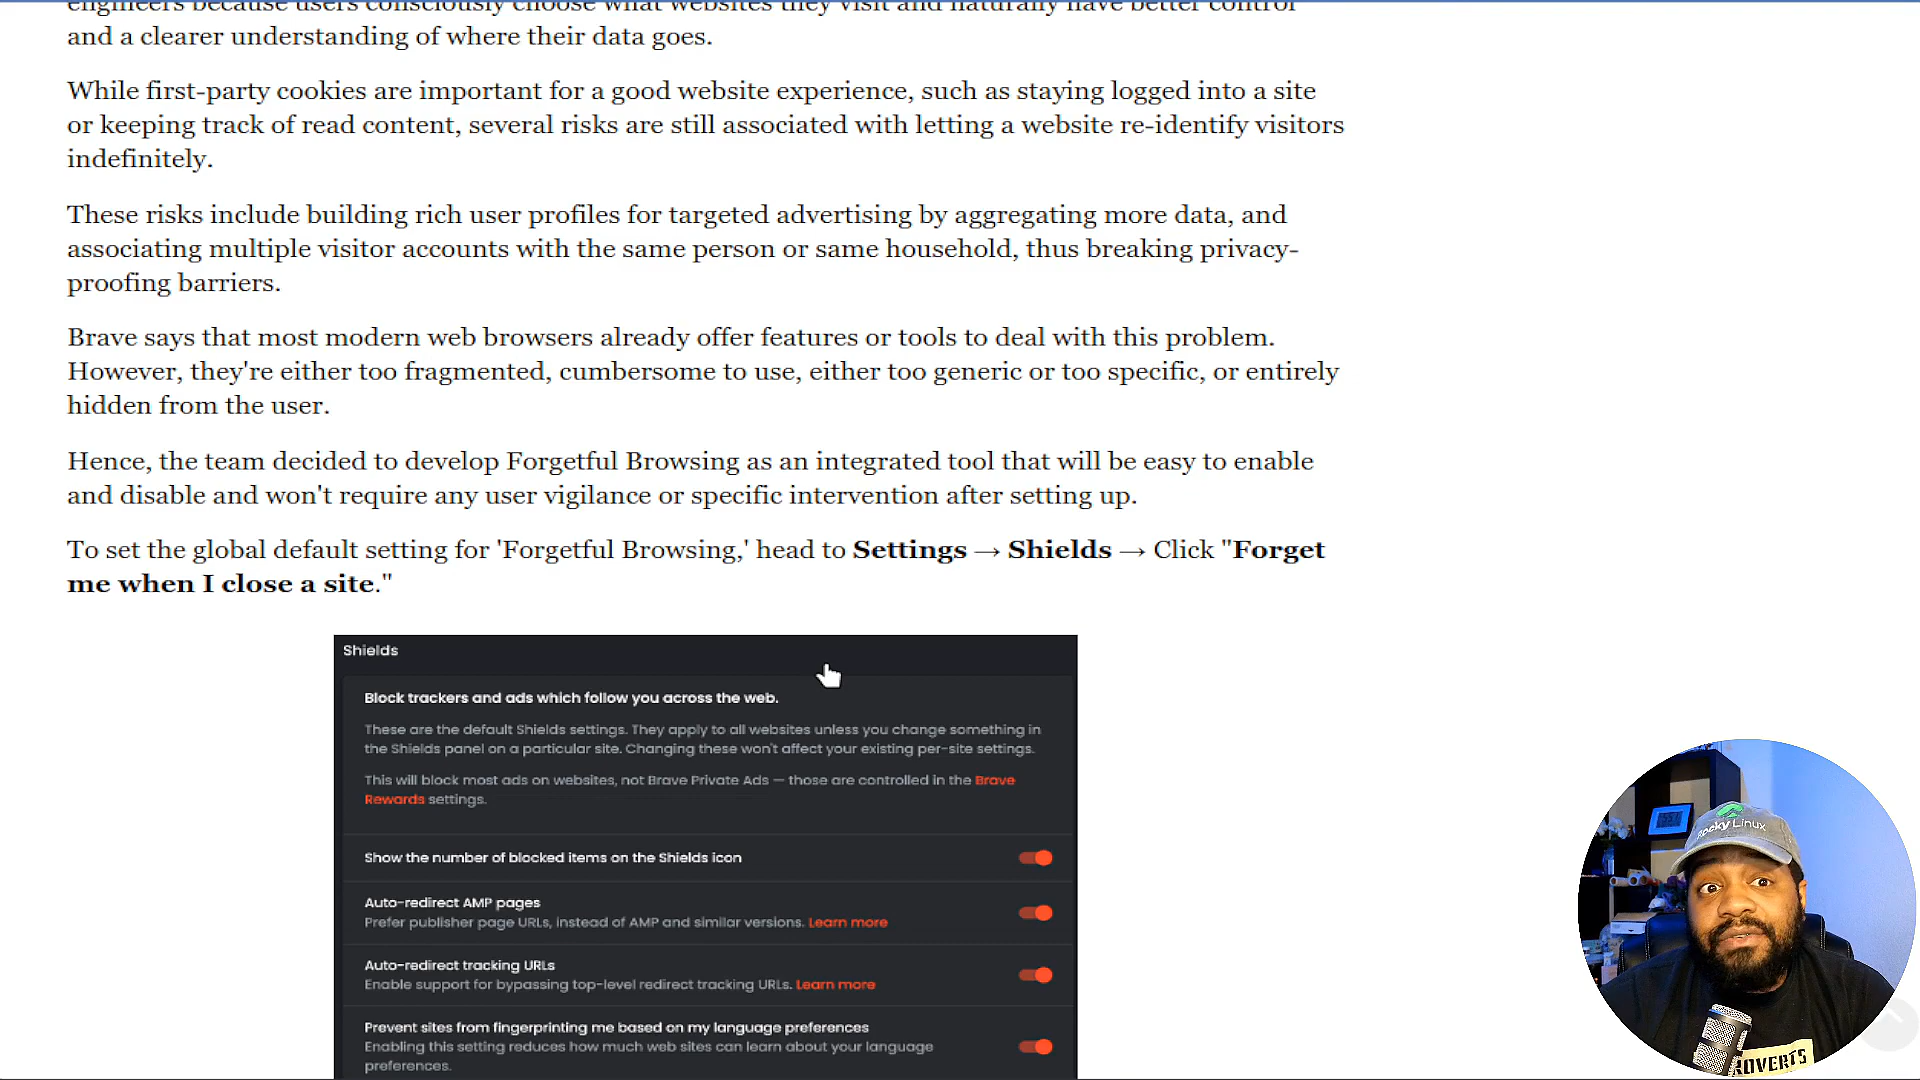 engineers because users consciously choose what websites they visit and naturally have better control
and a clearer understanding of where their data goes.
While first-party cookies are important for a good website experience, such as staying logged into a site
or keeping track of read content, several risks are still associated with letting a website re-identify visitors
indefinitely.
These risks include building rich user profiles for targeted advertising by aggregating more data, and
associating multiple visitor accounts with the same person or same household, thus breaking privacy-
proofing barriers.
Brave says that most modern web browsers already offer features or tools to deal with this problem.
However, they're either too fragmented, cumbersome to use, either too generic or too specific, or entirely
hidden from the user.
Hence, the team decided to develop Forgetful Browsing as an integrated tool that will be easy to enable
and disable and won't require any user vigilance or specific intervention after setting up.
To set the global default setting for 'Forgetful Browsing,' head to Settings → Shields → Click "Forget
me when I close a site."
Shields
Block trackers and ads which follow you across the web.
These are the default Shields settings. They apply to all websites unless you change something in
the Shields panel on a particular site. Changing these won't affect your existing per-site settings.
This will block most ads on websites, not Brave Private Ads — those are controlled in the Brave
Rewards settings.
Show the number of blocked items on the Shields icon
Auto-redirect AMP pages
Prefer publisher page URLs, instead of AMP and similar versions. Learn more
Auto-redirect tracking URLs
Enable support for bypassing top-level redirect tracking URLs. Learn more
Prevent sites from fingerprinting me based on my language preferences
Enabling this setting reduces how much web sites can learn about your language
preferences.
Rocky Linux
ROVERTS